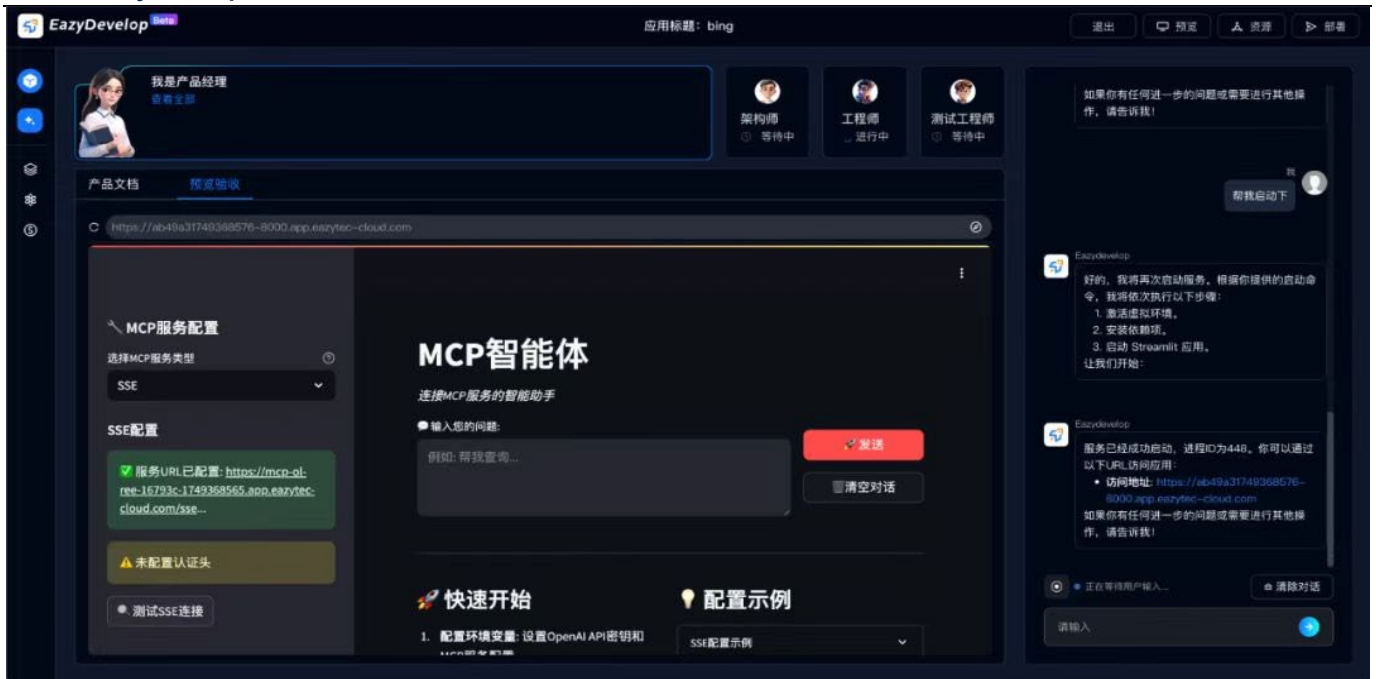 EazyDevelop Beta
应用标题：bing
退出
预览
资源
部署
我是产品经理
查看全部
架构师
等待中
工程师
进行中
测试工程师
等待中
产品文档
预览验收
https://ab49a31749368576-8000.app.eazytec-cloud.com
MCP服务配置
选择MCP服务类型
SSE
SSE配置
服务URL已配置: https://mcp-ol-
ree-16793c-1749368565.app.eazytec-
cloud.com/sse...
未配置认证头
测试SSE连接
MCP智能体
连接MCP服务的智能助手
输入您的问题:
例如: 帮我查询...
发送
清空对话
快速开始
1. 配置环境变量: 设置OpenAI API密钥和
配置示例
SSE配置示例
如果你有任何进一步的问题或需要进行其他操
作，请告诉我！
我
帮我启动下
Eazydevelop
好的，我将再次启动服务。根据你提供的启动命
令，我将依次执行以下步骤：
1. 激活虚拟环境。
2. 安装依赖项。
3. 启动 Streamlit 应用。
让我们开始：
Eazydevelop
服务已经成功启动，进程ID为448。你可以通过
以下URL访问应用：
• 访问地址: https://ab49a31749368576-
8000.app.eazytec-cloud.com
如果你有任何进一步的问题或需要进行其他操
作，请告诉我！
正在等待用户输入...
清除对话
请输入